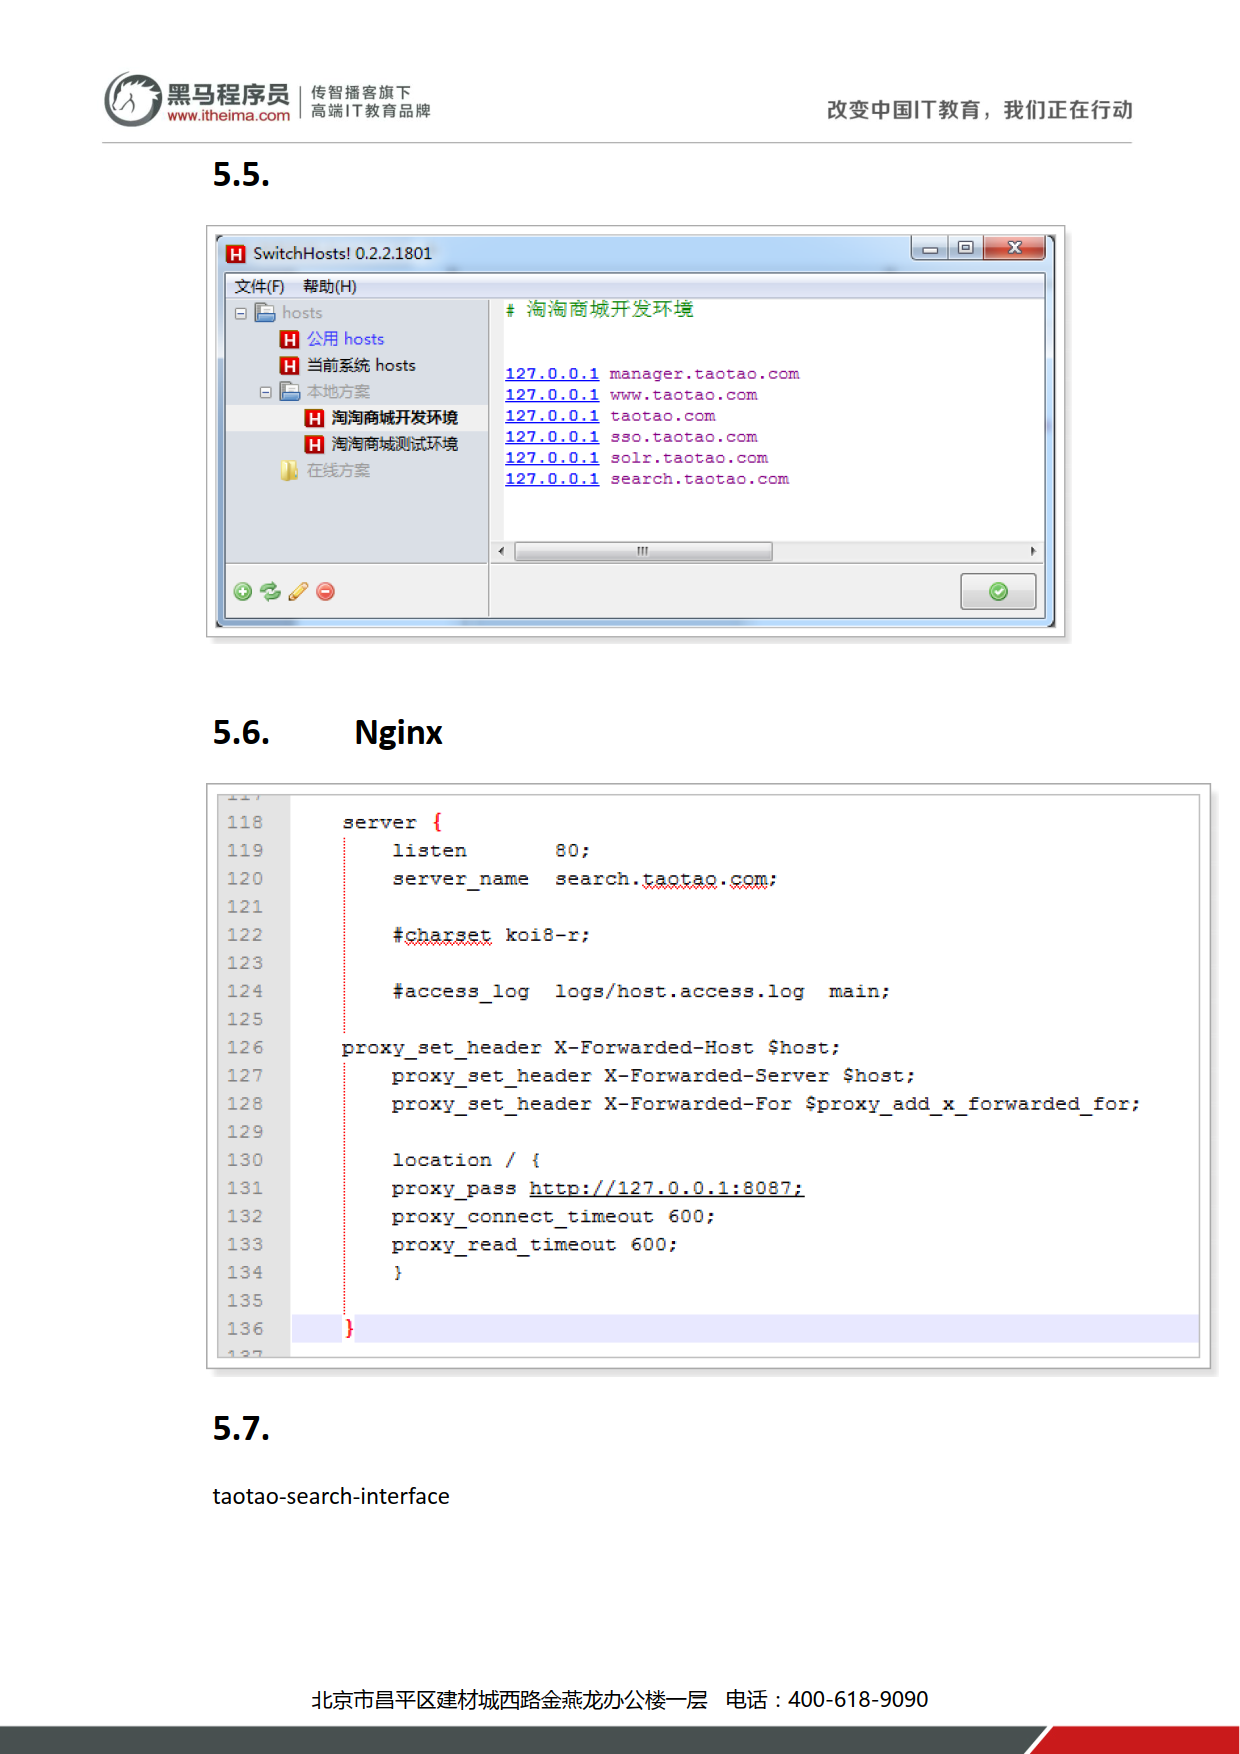 黑马程序员
www.itheima.com
传智播客旗下
高端IT教育品牌
改变中国IT教育，我们正在行动
5.5.
SwitchHosts! 0.2.2.1801
文件(F) 帮助(H)
hosts
公用 hosts
当前系统 hosts
本地方案
淘淘商城开发环境
淘淘商城测试环境
在线方案
# 淘淘商城开发环境
127.0.0.1 manager.taotao.com
127.0.0.1 www.taotao.com
127.0.0.1 taotao.com
127.0.0.1 sso.taotao.com
127.0.0.1 solr.taotao.com
127.0.0.1 search.taotao.com
5.6. Nginx
117
118 server {
119 listen 80;
120 server_name search.taotao.com;
121
122 #charset koi8-r;
123
124 #access_log logs/host.access.log main;
125
126 proxy_set_header X-Forwarded-Host $host;
127 proxy_set_header X-Forwarded-Server $host;
128 proxy_set_header X-Forwarded-For $proxy_add_x_forwarded_for;
129
130 location / {
131 proxy_pass http://127.0.0.1:8087;
132 proxy_connect_timeout 600;
133 proxy_read_timeout 600;
134 }
135
136 }
137
5.7.
taotao-search-interface
北京市昌平区建材城西路金燕龙办公楼一层 电话：400-618-9090